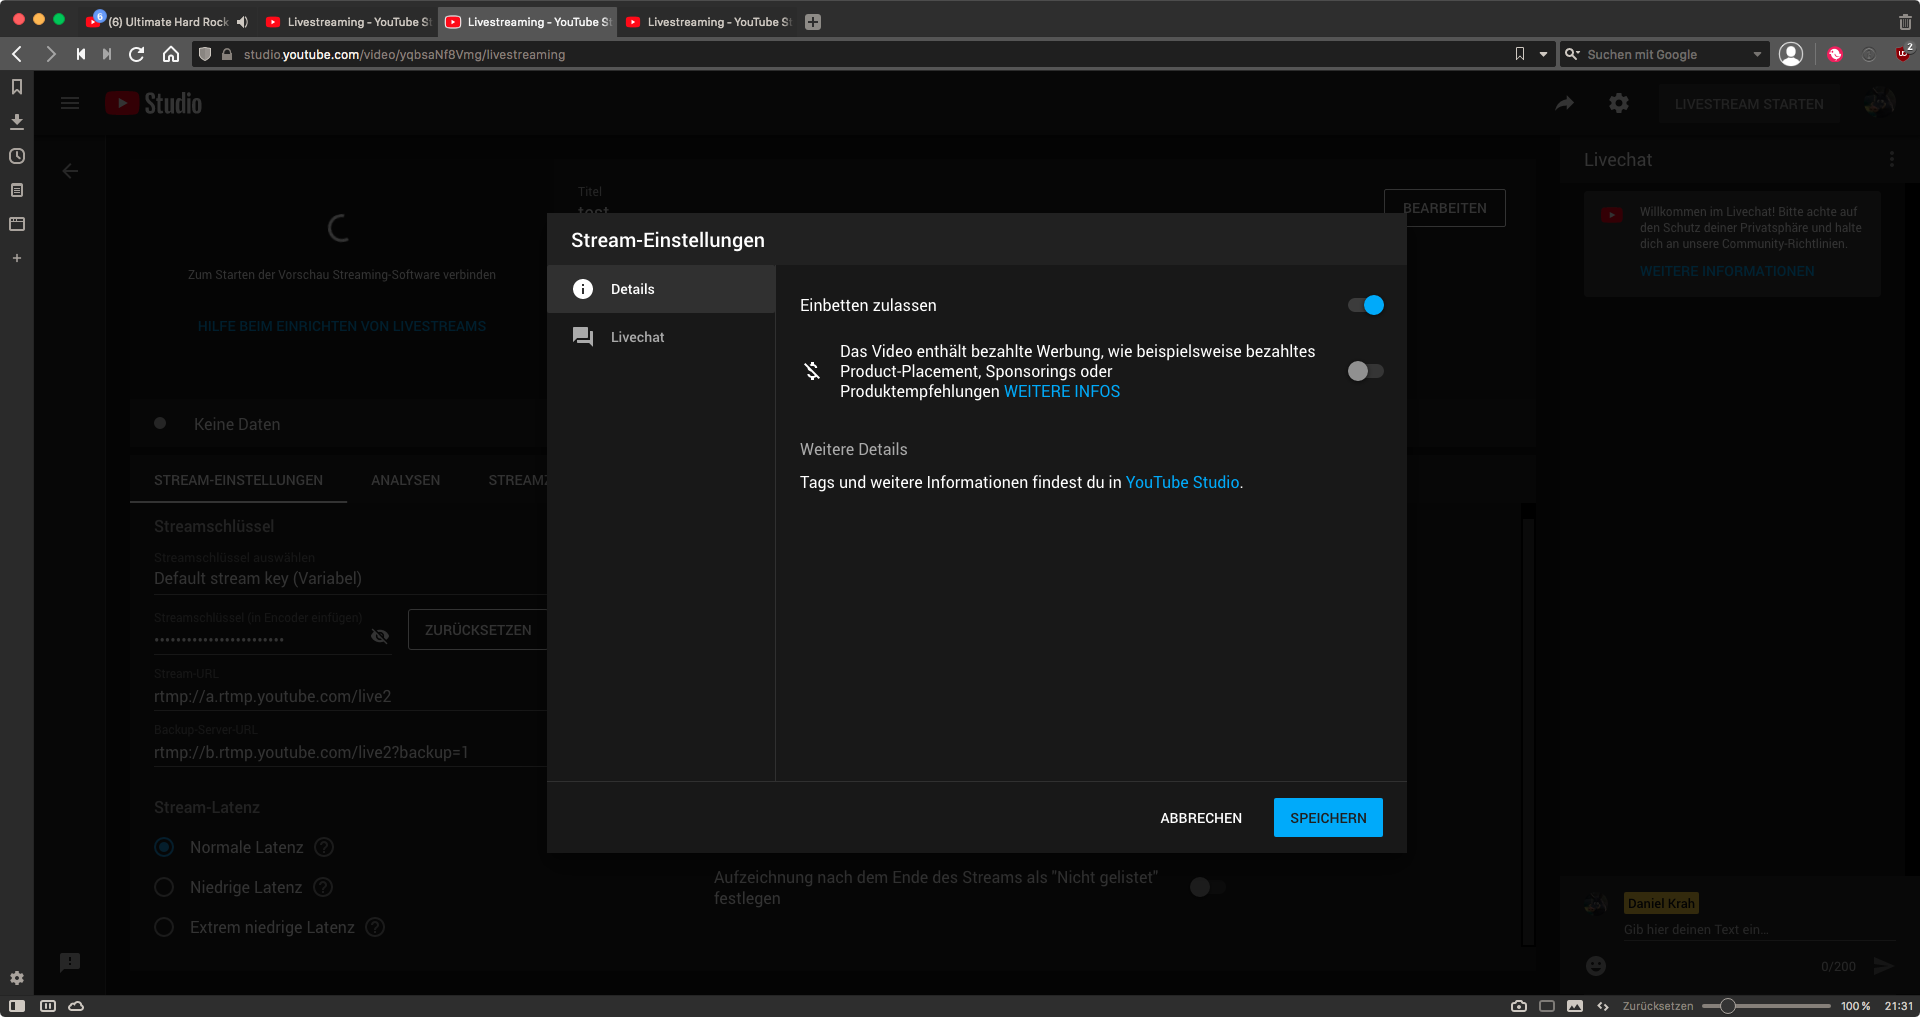 6
(6) Ultimate Hard Rock
Livestreaming - YouTube St
Livestreaming - YouTube S
Livestreaming - YouTube St
studio.youtube.com/video/yqbsaNf8Vmg/livestreaming
Suchen mit Google
2
Studio
LIVESTREAM STARTEN
Titel
test
BEARBEITEN
Zum Starten der Vorschau Streaming-Software verbinden
HILFE BEIM EINRICHTEN VON LIVESTREAMS
Keine Daten
STREAM-EINSTELLUNGEN
ANALYSEN
STREAMZ
Streamschlüssel
Streamschlüssel auswählen
Default stream key (Variabel)
Streamschlüssel (in Encoder einfügen)
••••••••••••••••••••••••
ZURÜCKSETZEN
Stream-URL
rtmp://a.rtmp.youtube.com/live2
Backup-Server-URL
rtmp://b.rtmp.youtube.com/live2?backup=1
Stream-Latenz
Normale Latenz
Niedrige Latenz
Extrem niedrige Latenz
Stream-Einstellungen
Details
Livechat
Einbetten zulassen
Das Video enthält bezahlte Werbung, wie beispielsweise bezahltes
Product-Placement, Sponsorings oder
Produktempfehlungen WEITERE INFOS
Weitere Details
Tags und weitere Informationen findest du in YouTube Studio.
ABBRECHEN
SPEICHERN
Aufzeichnung nach dem Ende des Streams als "Nicht gelistet"
festlegen
Livechat
Willkommen im Livechat! Bitte achte auf
den Schutz deiner Privatsphäre und halte
dich an unsere Community-Richtlinien.
WEITERE INFORMATIONEN
Daniel Krah
Gib hier deinen Text ein...
0/200
Zurücksetzen
100 %
21:31